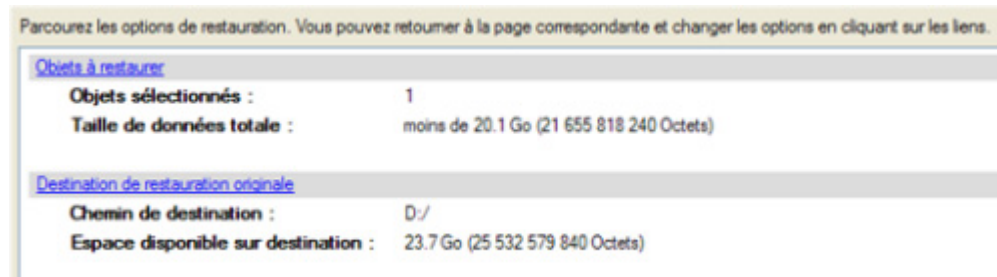 Parcourez les options de restauration. Vous pouvez retourner à la page correspondante et changer les options en cliquant sur les liens.
Objets à restaurer
Objets sélectionnés : 1
Taille de données totale : moins de 20.1 Go (21 655 818 240 Octets)
Destination de restauration originale
Chemin de destination : D:/
Espace disponible sur destination : 23.7 Go (25 532 579 840 Octets)